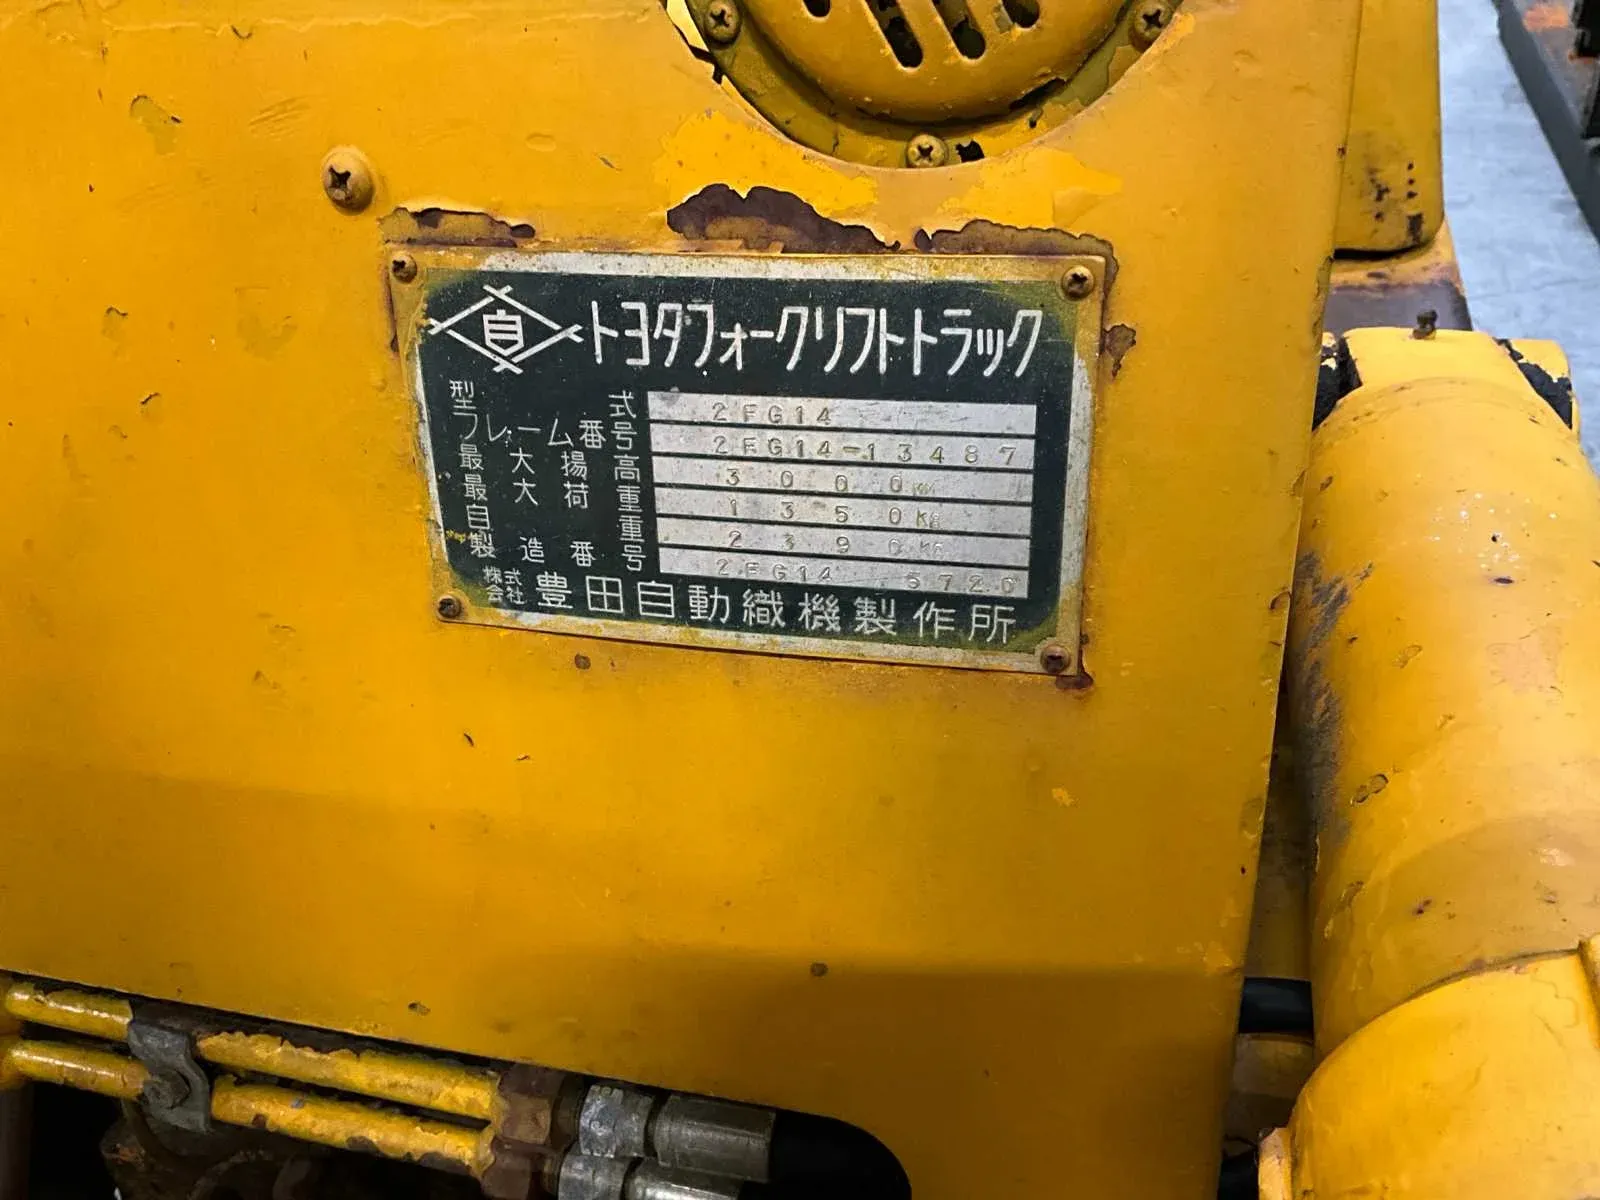 自 トヨタフォークリフトトラック
型式 2FG14
フレーム番号 2FG14-13487
最大揚高 3000mm
最大荷重 1350Kg
自重 2390Kg
製造番号 2FG14 5726
株式会社 豊田自動織機製作所